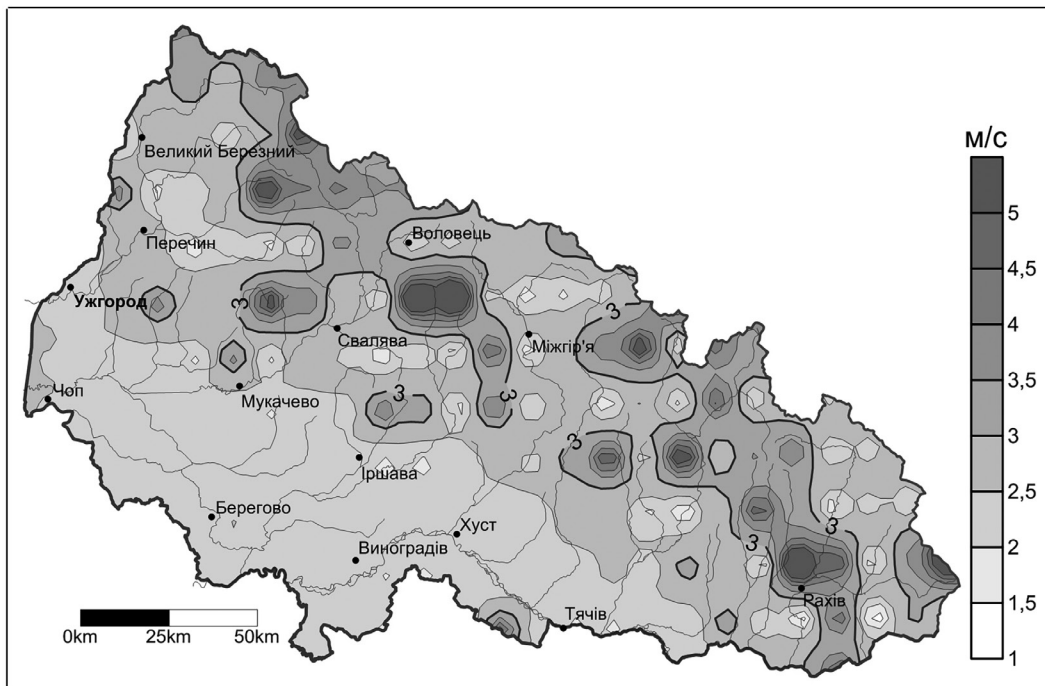 м/с
Великий Березний
5
Перечин
Воловець
4,5
Ужгород
3
3
4
Свалява
Міжгір'я
3,5
Чоп
Мукачево
3
3
3
3
Іршава
2,5
Берегово
Хуст
3
2
Виноградів
3
Рахів
1,5
0km
25km
50km
Тячів
1